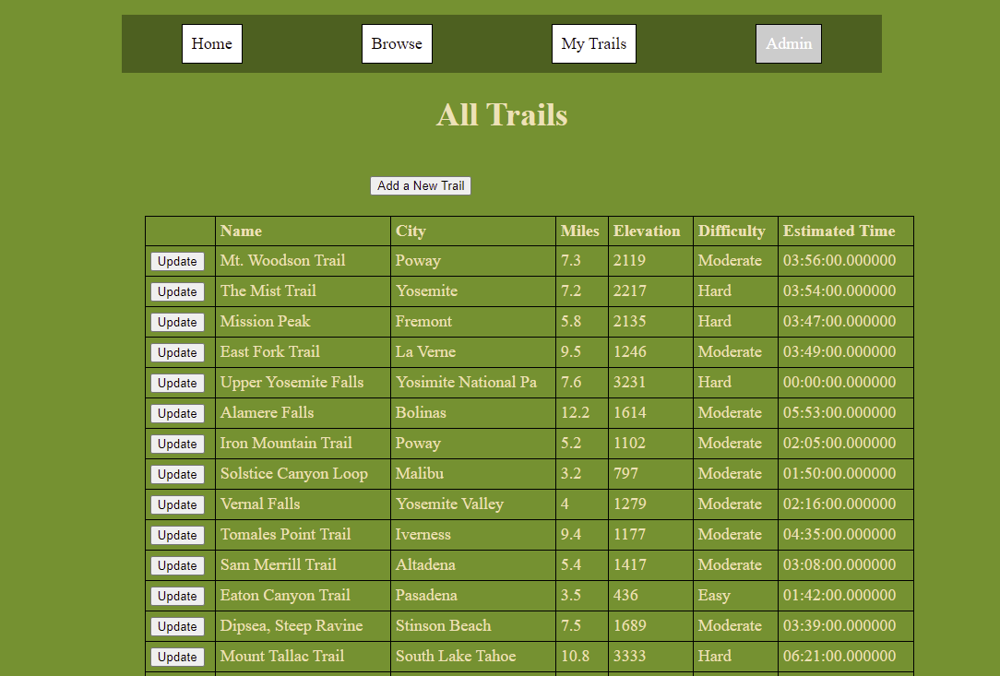 Home Browse My Trails Admin
All Trails
Add a New Trail
Name City Miles Elevation Difficulty Estimated Time
Update Mt. Woodson Trail Poway 7.3 2119 Moderate 03:56:00.000000
Update The Mist Trail Yosemite 7.2 2217 Hard 03:54:00.000000
Update Mission Peak Fremont 5.8 2135 Hard 03:47:00.000000
Update East Fork Trail La Verne 9.5 1246 Moderate 03:49:00.000000
Update Upper Yosemite Falls Yosimite National Pa 7.6 3231 Hard 00:00:00.000000
Update Alamere Falls Bolinas 12.2 1614 Moderate 05:53:00.000000
Update Iron Mountain Trail Poway 5.2 1102 Moderate 02:05:00.000000
Update Solstice Canyon Loop Malibu 3.2 797 Moderate 01:50:00.000000
Update Vernal Falls Yosemite Valley 4 1279 Moderate 02:16:00.000000
Update Tomales Point Trail Iverness 9.4 1177 Moderate 04:35:00.000000
Update Sam Merrill Trail Altadena 5.4 1417 Moderate 03:08:00.000000
Update Eaton Canyon Trail Pasadena 3.5 436 Easy 01:42:00.000000
Update Dipsea, Steep Ravine Stinson Beach 7.5 1689 Moderate 03:39:00.000000
Update Mount Tallac Trail South Lake Tahoe 10.8 3333 Hard 06:21:00.000000